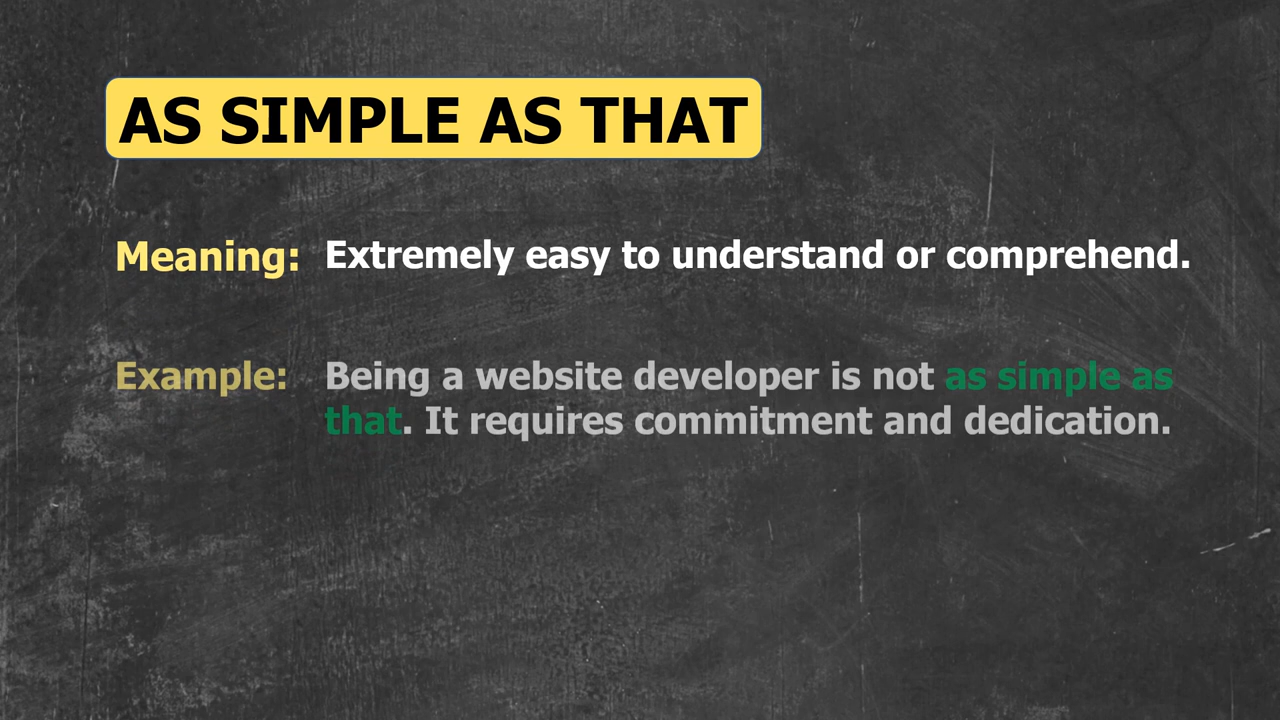 AS SIMPLE AS THAT
Meaning: Extremely easy to understand or comprehend.
Example: Being a website developer is not as simple as
that. It requires commitment and dedication.